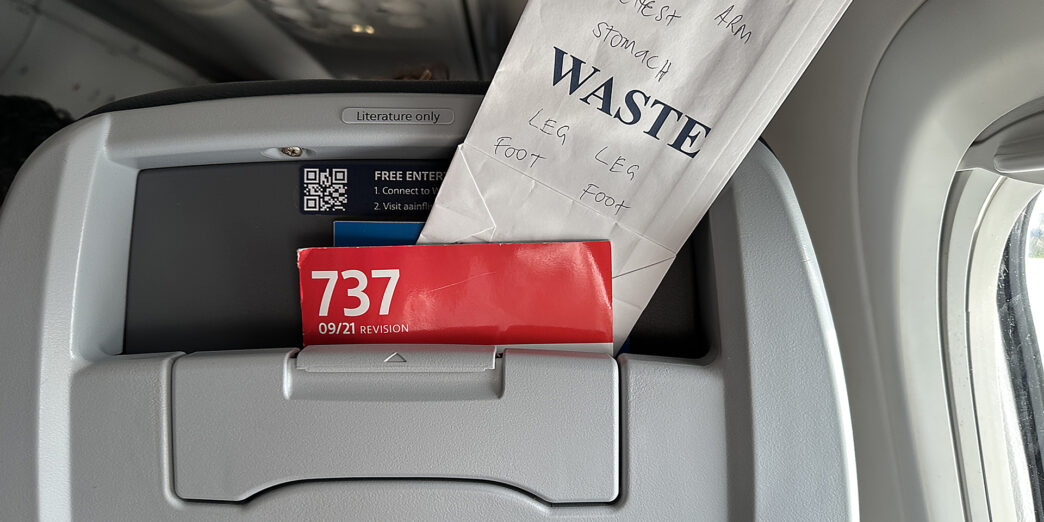 Literature only
FREE ENTER
1. Connect to W
2. Visit aainfl
737
09/21 REVISION
ARM
STOMACH
WASTE
LEG LEG
FOOT FOOT